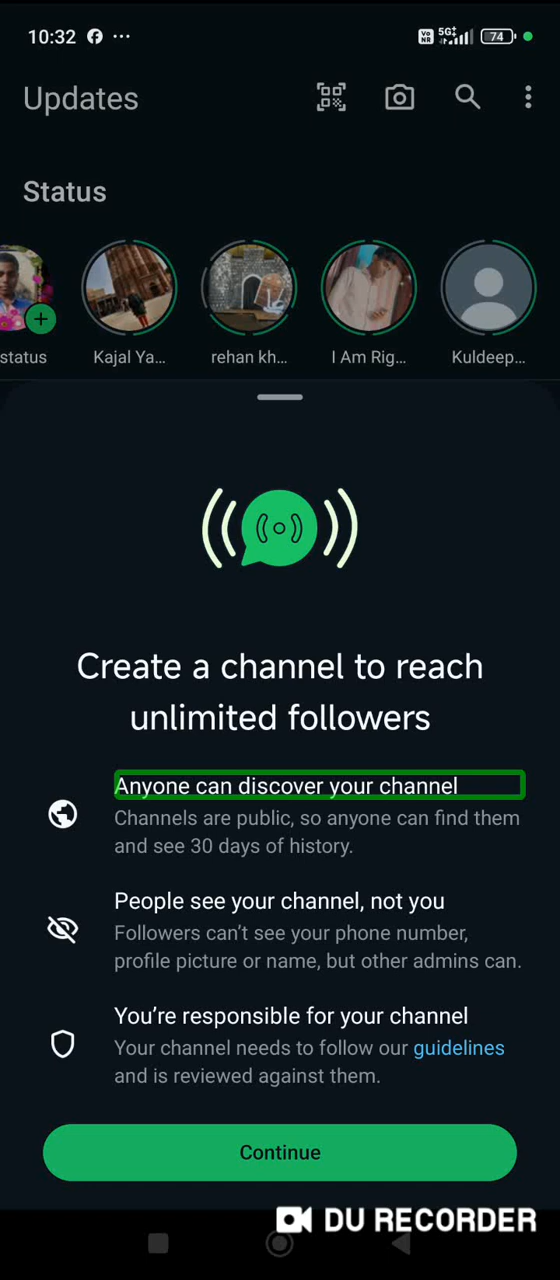 10:32
Vo
NR
5G+
74
Updates
Status
status
Kajal Ya...
rehan kh...
I Am Rig...
Kuldeep...
Create a channel to reach
unlimited followers
Anyone can discover your channel
Channels are public, so anyone can find them
and see 30 days of history.
People see your channel, not you
Followers can’t see your phone number,
profile picture or name, but other admins can.
You’re responsible for your channel
Your channel needs to follow our guidelines
and is reviewed against them.
Continue
DU RECORDER